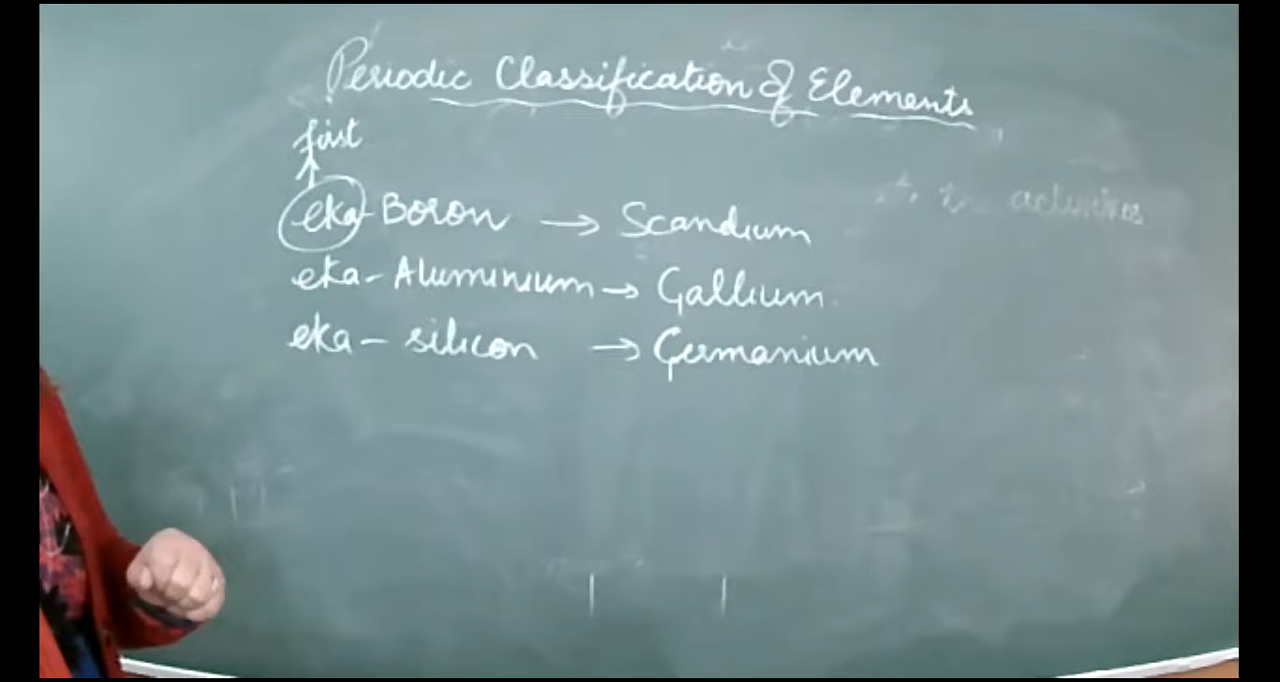 Periodic Classification of Elements
first
eka-Boron → Scandium
eka-Aluminium → Gallium
eka-silicon → Germanium